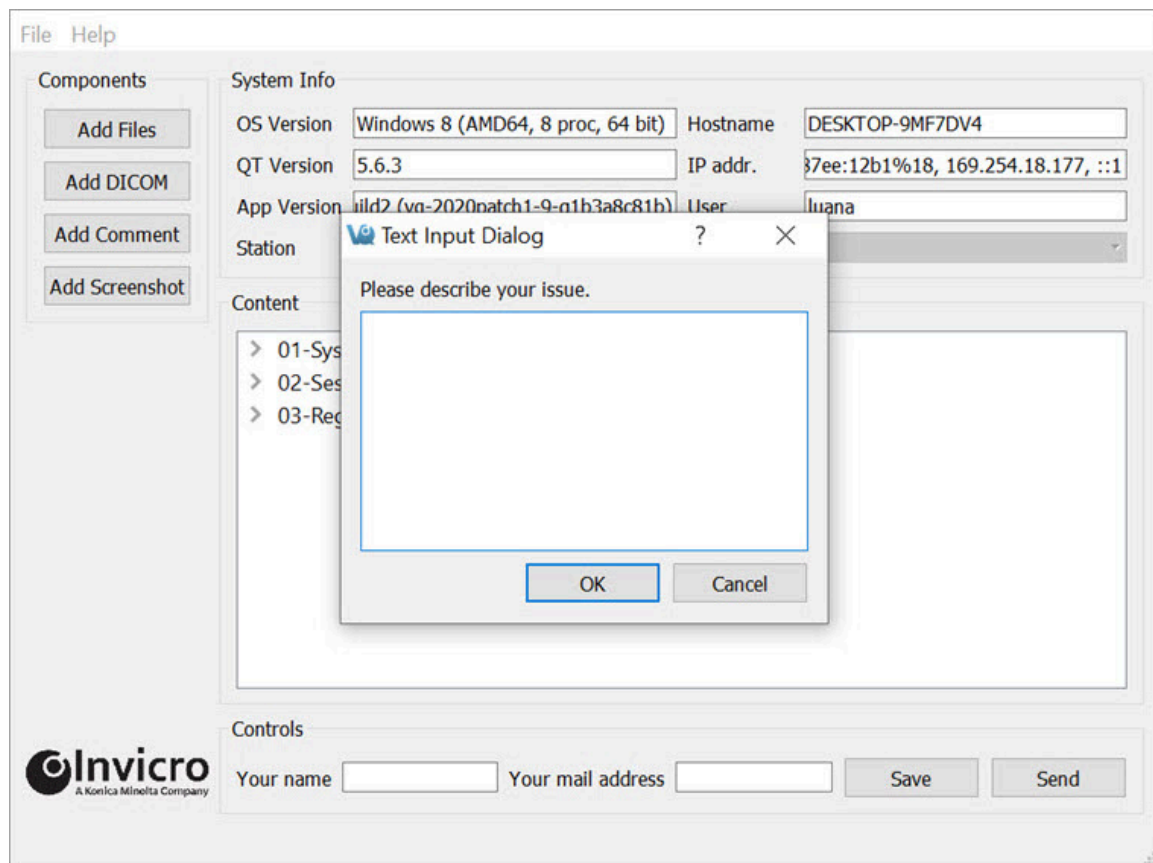 File Help
Components
Add Files
Add DICOM
Add Comment
Add Screenshot
System Info
OS Version Windows 8 (AMD64, 8 proc, 64 bit) Hostname DESKTOP-9MF7DV4
QT Version 5.6.3 IP addr. 37ee:12b1%18, 169.254.18.177, ::1
App Version uild2 (vq-2020patch1-9-g1b3a8c81b) User luana
Station
Text Input Dialog ?
Please describe your issue.
OK Cancel
Content
01-Sys
02-Ses
03-Reg
Controls
Your name Your mail address Save Send
Invicro
A Konica Minolta Company